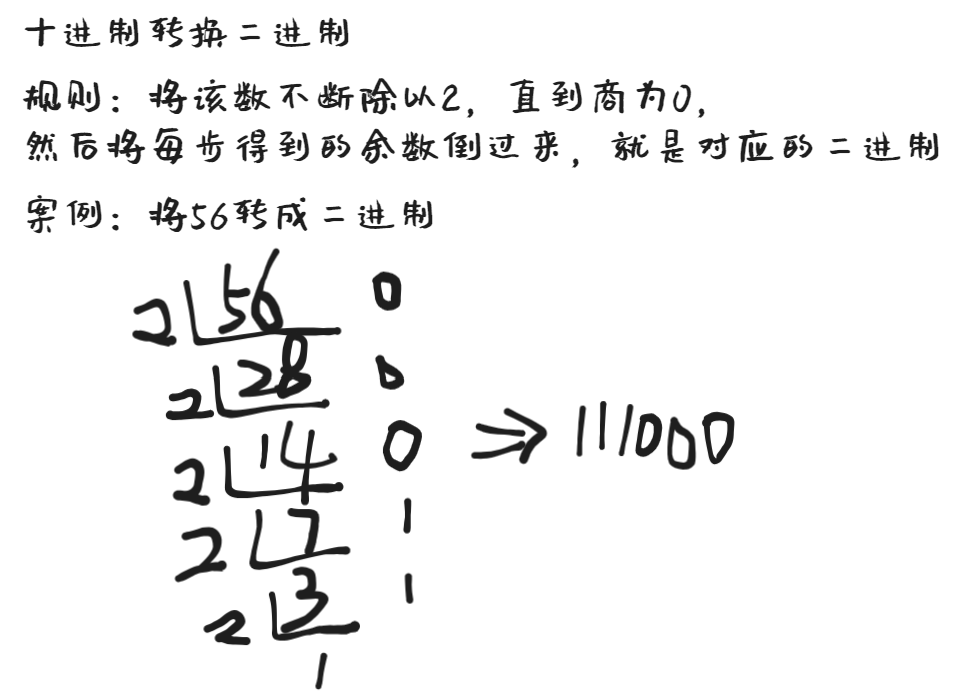 十进制转换二进制
规则：将该数不断除以2，直到商为0，
然后将每步得到的余数倒过来，就是对应的二进制
案例：将56转成二进制
2 56 0
2 28 0
2 14 0 ⇒ 111000
2 7 1
2 3 1
1